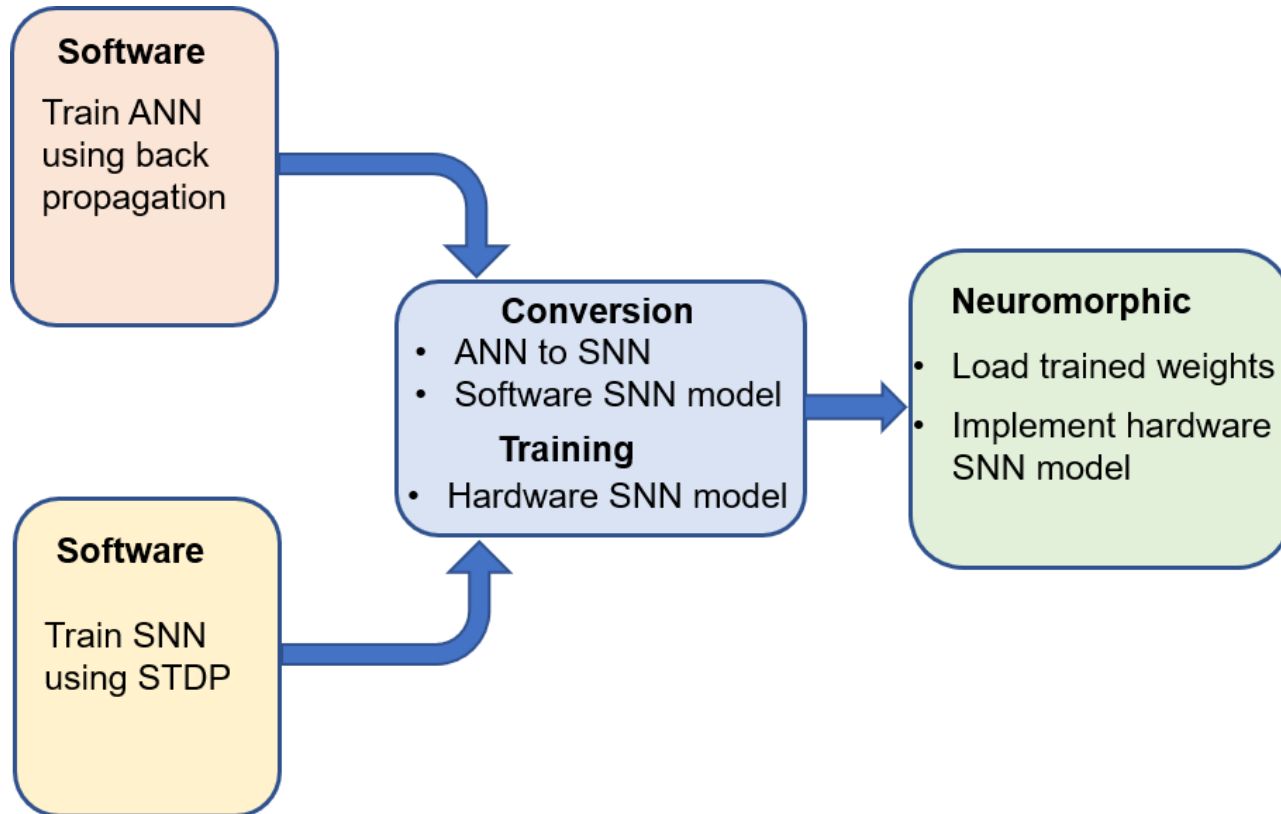 Software
Train ANN
using back
propagation
Software
Train SNN
using STDP
Conversion
• ANN to SNN
• Software SNN model
Training
• Hardware SNN model
Neuromorphic
• Load trained weights
• Implement hardware
SNN model